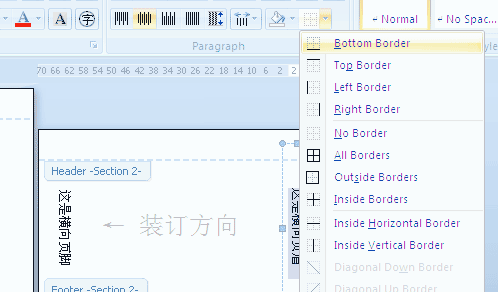 A
A
字
Normal
No Spac...
Paragraph
70 66 62 58 54 50 46 42 38 34 30 26 22 18 14 10 6 2 2
Bottom Border
Top Border
Left Border
Right Border
No Border
All Borders
Outside Borders
Inside Borders
Inside Horizontal Border
Inside Vertical Border
Diagonal Down Border
Diagonal Up Border
Header -Section 2-
这是横向页脚
← 装订方向
这是横向页眉
Footer -Section 2-